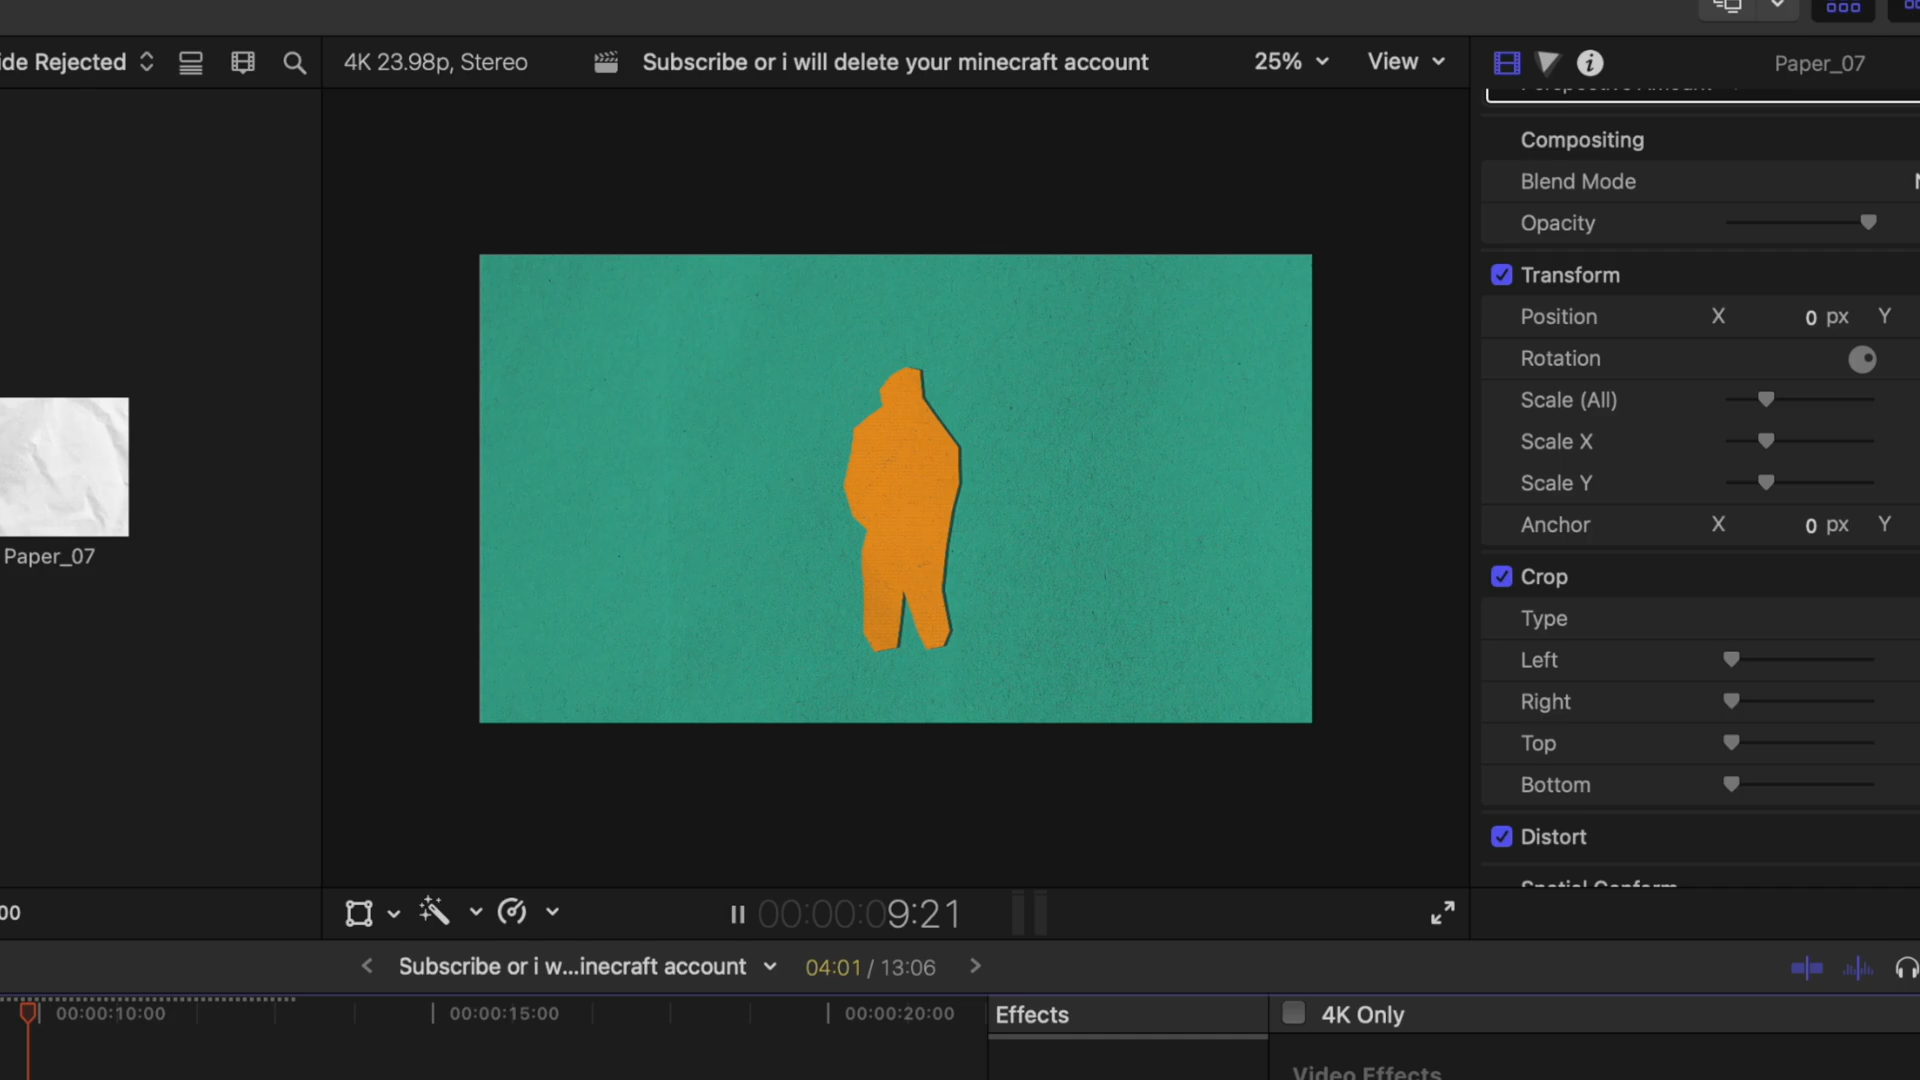 ide Rejected
4K 23.98p, Stereo
Subscribe or i will delete your minecraft account
25%
View
Paper_07
Compositing
Blend Mode
Opacity
Transform
Position X 0 px Y
Rotation
Scale (All)
Scale X
Scale Y
Anchor X 0 px Y
Crop
Type
Left
Right
Top
Bottom
Distort
Spatial Conform
Paper_07
00
00:00:09:21
Subscribe or i w...inecraft account
04:01 / 13:06
00:00:10:00
00:00:15:00
00:00:20:00
Effects
4K Only
Video Effects